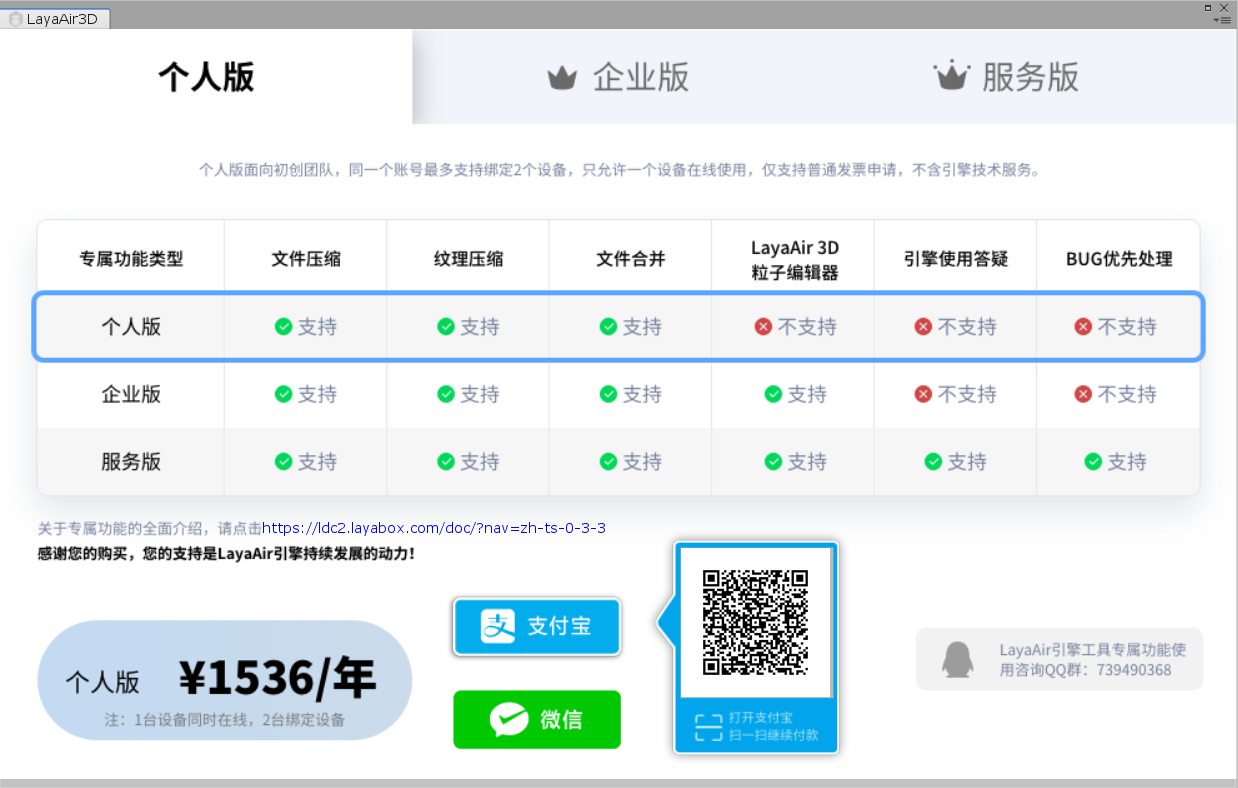 LayaAir3D
个人版
企业版
服务版
个人版面向初创团队，同一个账号最多支持绑定2个设备，只允许一个设备在线使用，仅支持普通发票申请，不含引擎技术服务。
专属功能类型 文件压缩 纹理压缩 文件合并 LayaAir 3D 粒子编辑器 引擎使用答疑 BUG优先处理
个人版 支持 支持 支持 不支持 不支持 不支持
企业版 支持 支持 支持 支持 不支持 不支持
服务版 支持 支持 支持 支持 支持 支持
关于专属功能的全面介绍，请点击https://ldc2.layabox.com/doc/?nav=zh-ts-0-3-3
感谢您的购买，您的支持是LayaAir引擎持续发展的动力！
个人版 ¥1536/年
注：1台设备同时在线，2台绑定设备
支付宝
微信
打开支付宝
扫一扫继续付款
LayaAir引擎工具专属功能使
用咨询QQ群：739490368